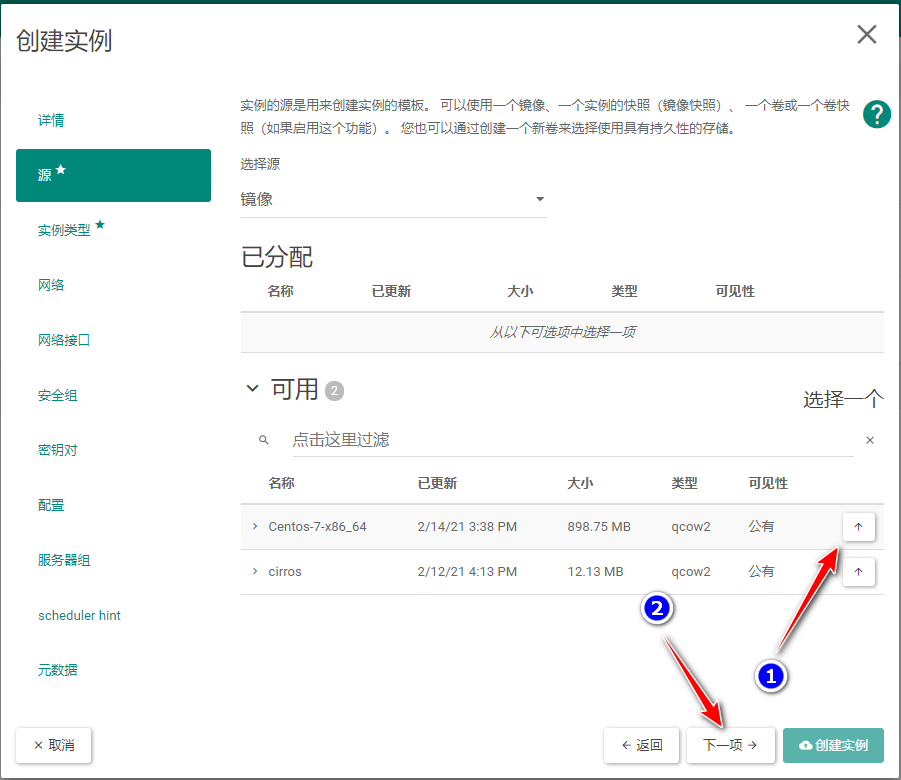 创建实例
详情
源
实例类型
网络
网络接口
安全组
密钥对
配置
服务器组
scheduler hint
元数据
实例的源是用来创建实例的模板。 可以使用一个镜像、一个实例的快照（镜像快照）、 一个卷或一个卷快
照（如果启用这个功能）。 您也可以通过创建一个新卷来选择使用具有持久性的存储。
?
选择源
镜像
已分配
名称 已更新 大小 类型 可见性
从以下可选项中选择一项
可用 2
选择一个
点击这里过滤
名称 已更新 大小 类型 可见性
Centos-7-x86_64 2/14/21 3:38 PM 898.75 MB qcow2 公有
cirros 2/12/21 4:13 PM 12.13 MB qcow2 公有
2
1
× 取消
← 返回
下一项 →
创建实例